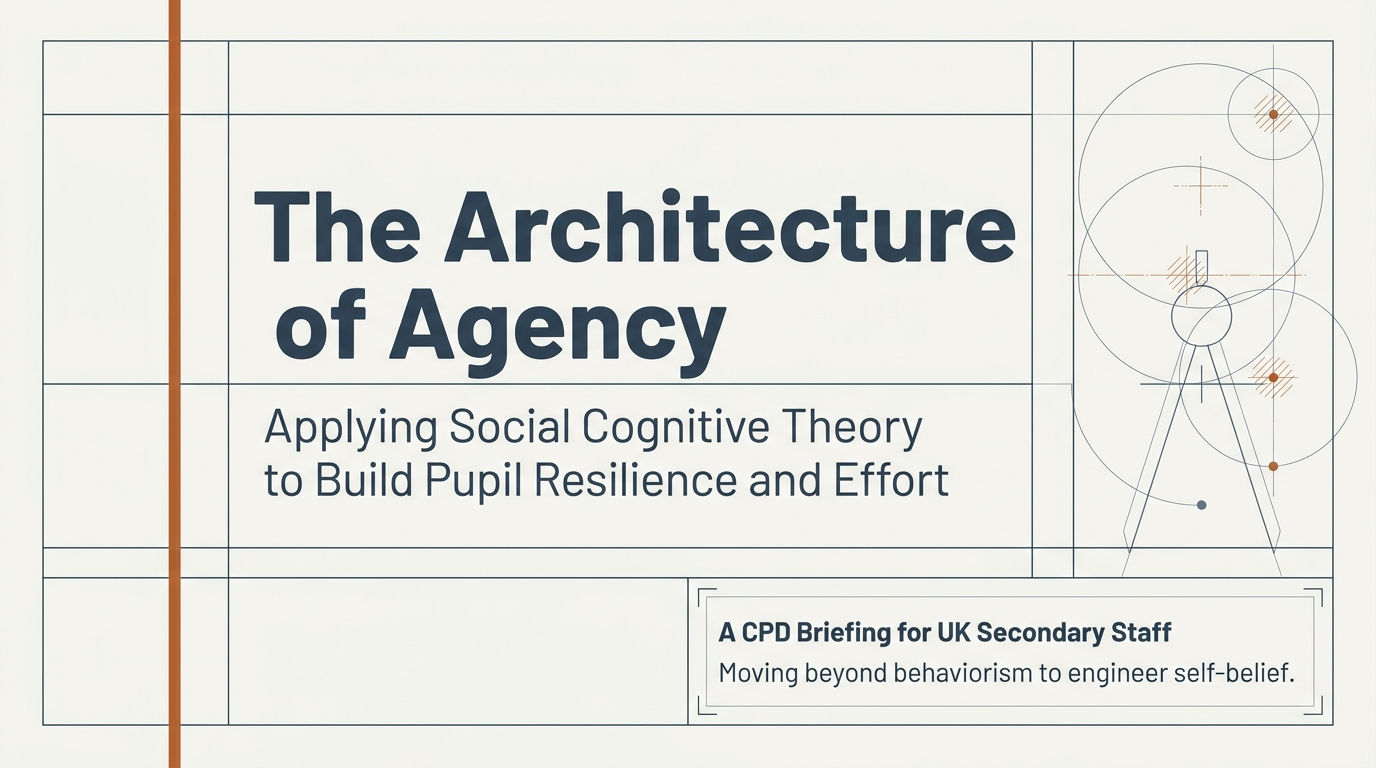 The Architecture
of Agency
Applying Social Cognitive Theory
to Build Pupil Resilience and Effort
A CPD Briefing for UK Secondary Staff
Moving beyond behaviorism to engineer self-belief.